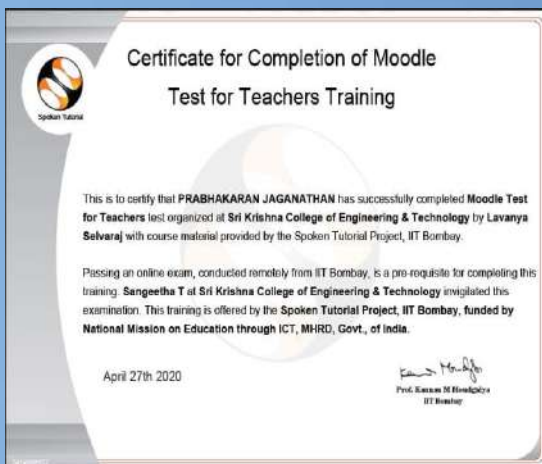 Spoken Tutorial
Certificate for Completion of Moodle
Test for Teachers Training
This is to certify that PRABHAKARAN JAGANATHAN has successfully completed Moodle Test
for Teachers test organized at Sri Krishna College of Engineering & Technology by Lavanya
Selvaraj with course material provided by the Spoken Tutorial Project, IIT Bombay.
Passing an online exam, conducted remotely from IIT Bombay, is a pre-requisite for completing this
training. Sangeetha T at Sri Krishna College of Engineering & Technology invigilated this
examination. This training is offered by the Spoken Tutorial Project, IIT Bombay, funded by
National Mission on Education through ICT, MHRD, Govt., of India.
April 27th 2020
Prof. Kannan M Moudgalya
IIT Bombay